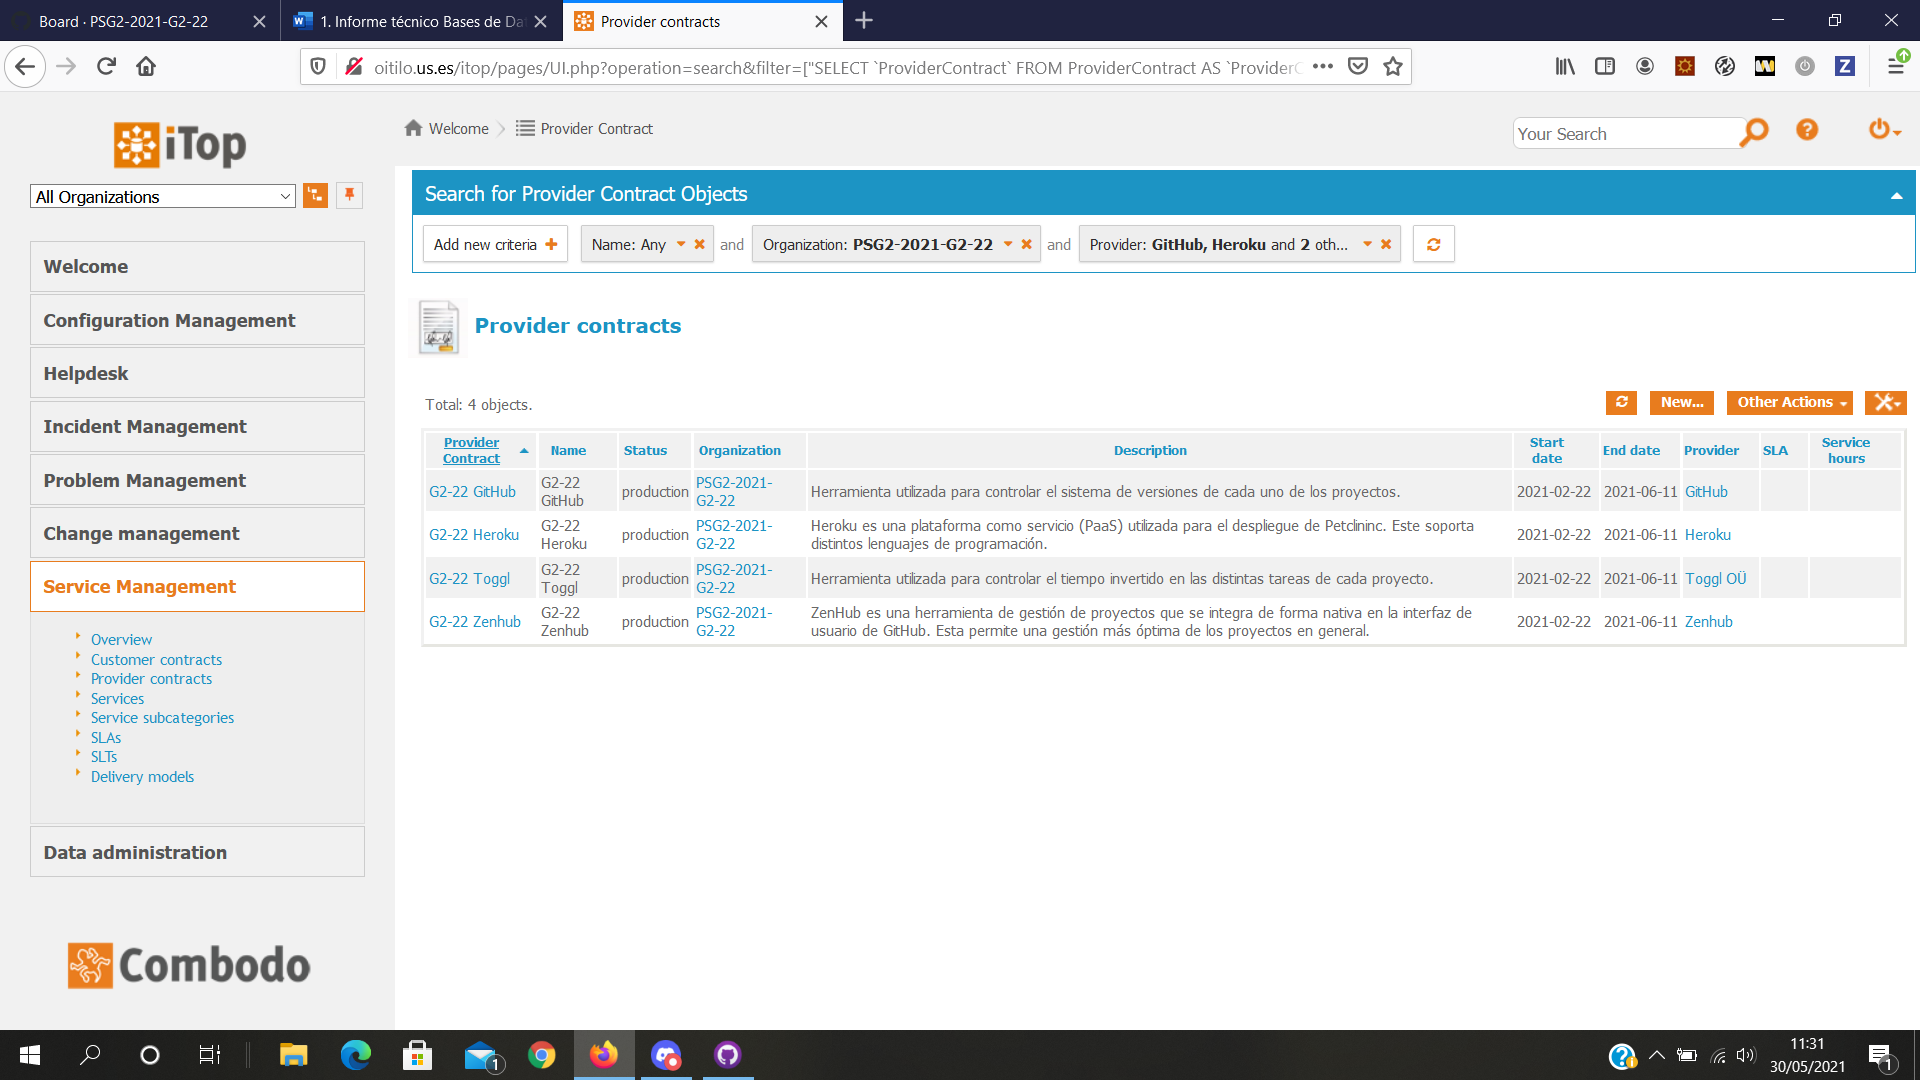 Board · PSG2-2021-G2-22
1. Informe técnico Bases de Da
Provider contracts
oitilo.us.es/itop/pages/UI.php?operation=search&filter=["SELECT `ProviderContract` FROM ProviderContract AS `ProviderC
iTop
All Organizations
Welcome
Configuration Management
Helpdesk
Incident Management
Problem Management
Change management
Service Management
Overview
Customer contracts
Provider contracts
Services
Service subcategories
SLAs
SLTs
Delivery models
Data administration
Combodo
Welcome
Provider Contract
Your Search
Search for Provider Contract Objects
Add new criteria
Name: Any
and
Organization: PSG2-2021-G2-22
and
Provider: GitHub, Heroku and 2 oth...
Provider contracts
Total: 4 objects.
New...
Other Actions
Provider Contract Name Status Organization Description Start date End date Provider SLA Service hours
G2-22 GitHub G2-22 GitHub production PSG2-2021-G2-22 Herramienta utilizada para controlar el sistema de versiones de cada uno de los proyectos. 2021-02-22 2021-06-11 GitHub
G2-22 Heroku G2-22 Heroku production PSG2-2021-G2-22 Heroku es una plataforma como servicio (PaaS) utilizada para el despliegue de Petclininc. Este soporta distintos lenguajes de programación. 2021-02-22 2021-06-11 Heroku
G2-22 Toggl G2-22 Toggl production PSG2-2021-G2-22 Herramienta utilizada para controlar el tiempo invertido en las distintas tareas de cada proyecto. 2021-02-22 2021-06-11 Toggl OÜ
G2-22 Zenhub G2-22 Zenhub production PSG2-2021-G2-22 ZenHub es una herramienta de gestión de proyectos que se integra de forma nativa en la interfaz de usuario de GitHub. Esta permite una gestión más óptima de los proyectos en general. 2021-02-22 2021-06-11 Zenhub
1
11:31
30/05/2021
1